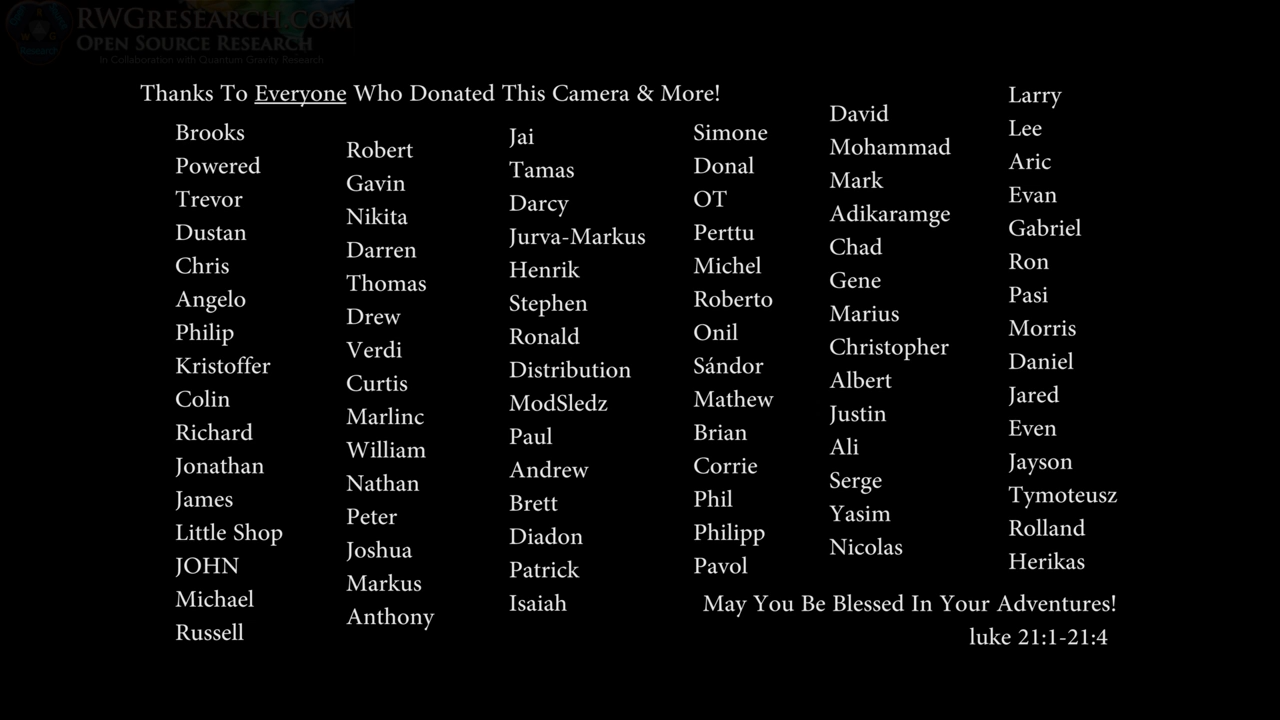 RWGRESEARCH.COM
OPEN SOURCE RESEARCH
In Collaboration with Quantum Gravity Research
Thanks To Everyone Who Donated This Camera & More!
Brooks
Powered
Trevor
Dustan
Chris
Angelo
Philip
Kristoffer
Colin
Richard
Jonathan
James
Little Shop
JOHN
Michael
Russell
Robert
Gavin
Nikita
Darren
Thomas
Drew
Verdi
Curtis
Marlinc
William
Nathan
Peter
Joshua
Markus
Anthony
Jai
Tamas
Darcy
Jurva-Markus
Henrik
Stephen
Ronald
Distribution
ModSledz
Paul
Andrew
Brett
Diadon
Patrick
Isaiah
Simone
Donal
OT
Perttu
Michel
Roberto
Onil
Sándor
Mathew
Brian
Corrie
Phil
Philipp
Pavol
David
Mohammad
Mark
Adikaramge
Chad
Gene
Marius
Christopher
Albert
Justin
Ali
Serge
Yasim
Nicolas
Larry
Lee
Aric
Evan
Gabriel
Ron
Pasi
Morris
Daniel
Jared
Even
Jayson
Tymoteusz
Rolland
Herikas
May You Be Blessed In Your Adventures!
luke 21:1-21:4